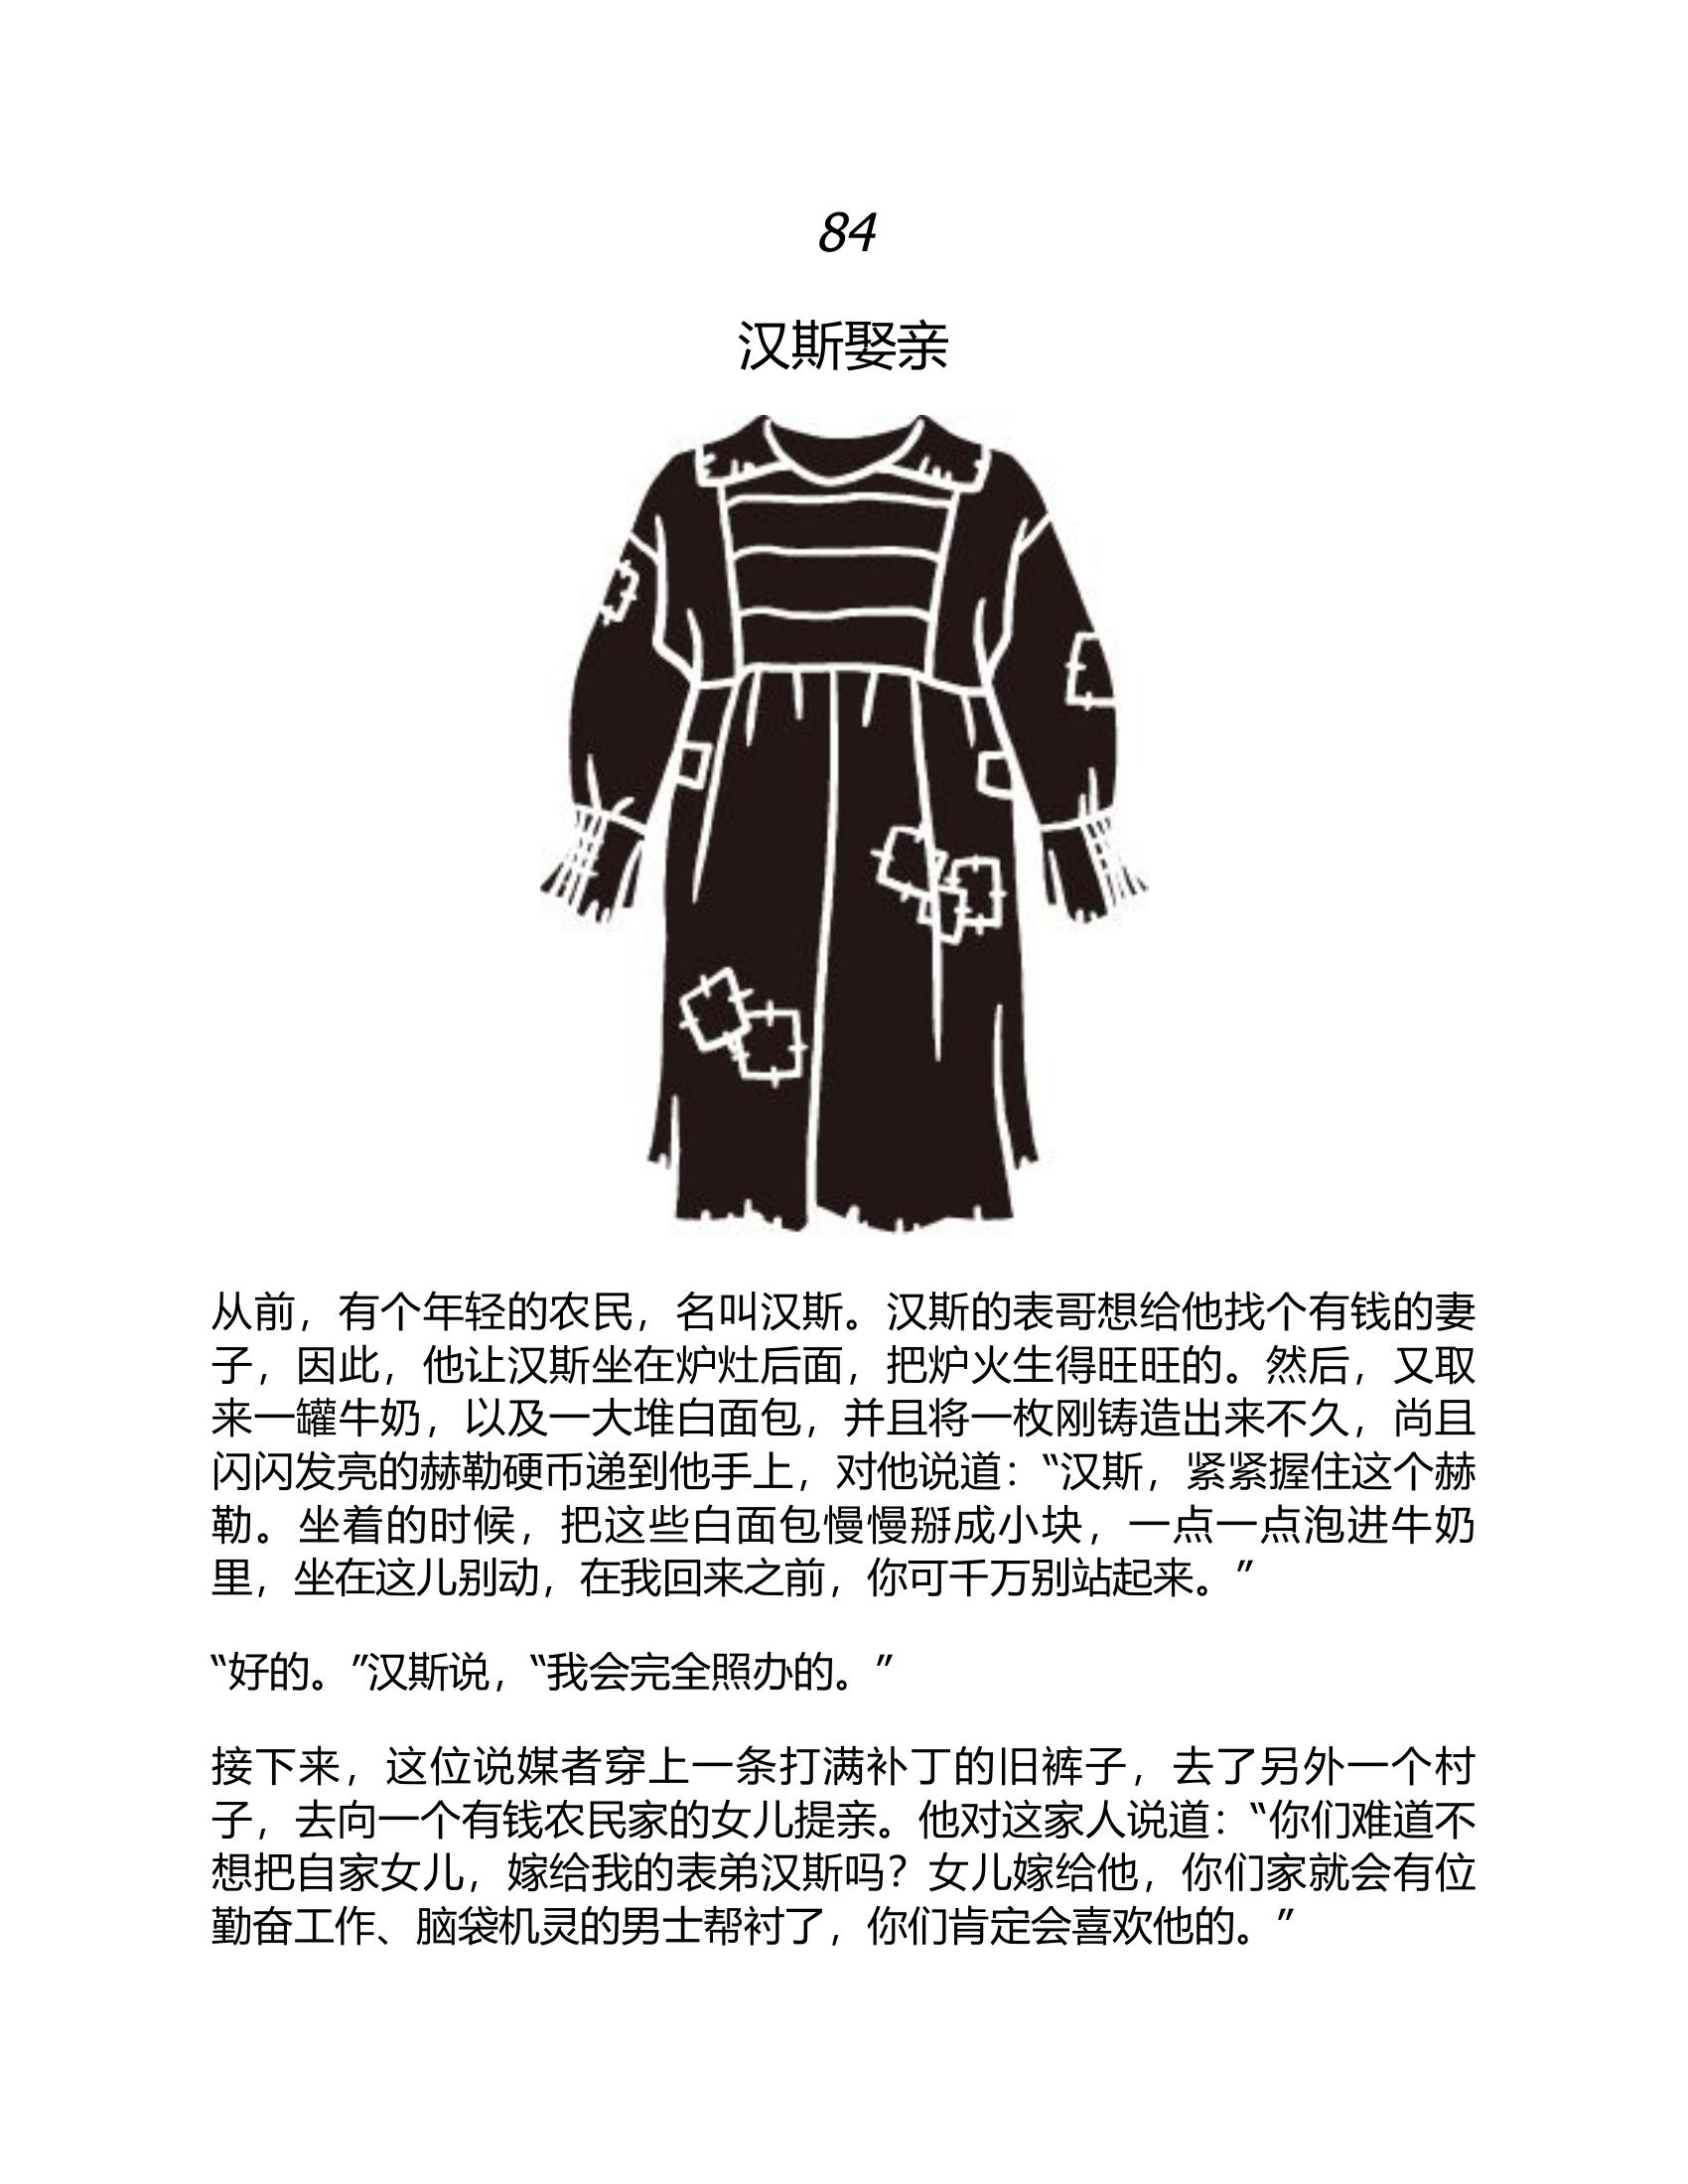 84
汉斯娶亲
从前，有个年轻的农民，名叫汉斯。汉斯的表哥想给他找个有钱的妻
子，因此，他让汉斯坐在炉灶后面，把炉火生得旺旺的。然后，又取
来一罐牛奶，以及一大堆白面包，并且将一枚刚铸造出来不久，尚且
闪闪发亮的赫勒硬币递到他手上，对他说道：“汉斯，紧紧握住这个赫
勒。坐着的时候，把这些白面包慢慢掰成小块，一点一点泡进牛奶
里，坐在这儿别动，在我回来之前，你可千万别站起来。”
“好的。”汉斯说，“我会完全照办的。”
接下来，这位说媒者穿上一条打满补丁的旧裤子，去了另外一个村
子，去向一个有钱农民家的女儿提亲。他对这家人说道：“你们难道不
想把自家女儿，嫁给我的表弟汉斯吗？女儿嫁给他，你们家就会有位
勤奋工作、脑袋机灵的男士帮衬了，你们肯定会喜欢他的。”